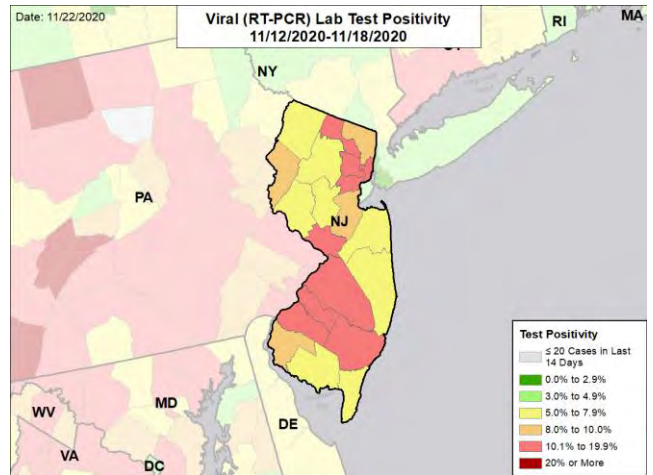 Date: 11/22/2020
Viral (RT-PCR) Lab Test Positivity
11/12/2020-11/18/2020
RI
MA
NY
PA
NJ
Test Positivity
≤ 20 Cases in Last
14 Days
0.0% to 2.9%
3.0% to 4.9%
5.0% to 7.9%
8.0% to 10.0%
10.1% to 19.9%
20% or More
WV
MD
DE
VA
DC